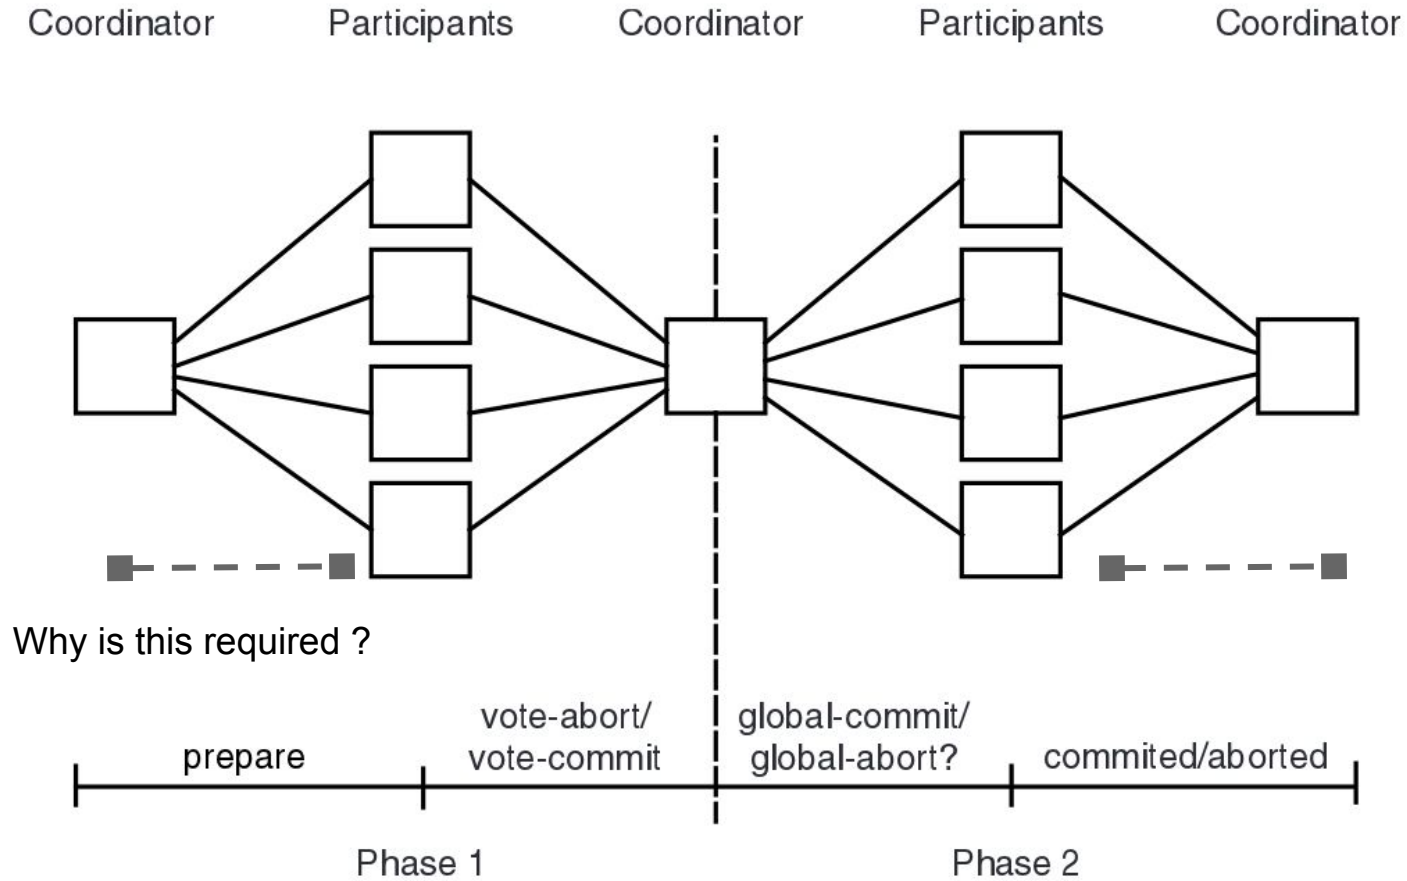 Coordinator Participants Coordinator Participants Coordinator
Why is this required ?
vote-abort/ global-commit/
prepare vote-commit global-abort? commited/aborted
Phase 1 Phase 2